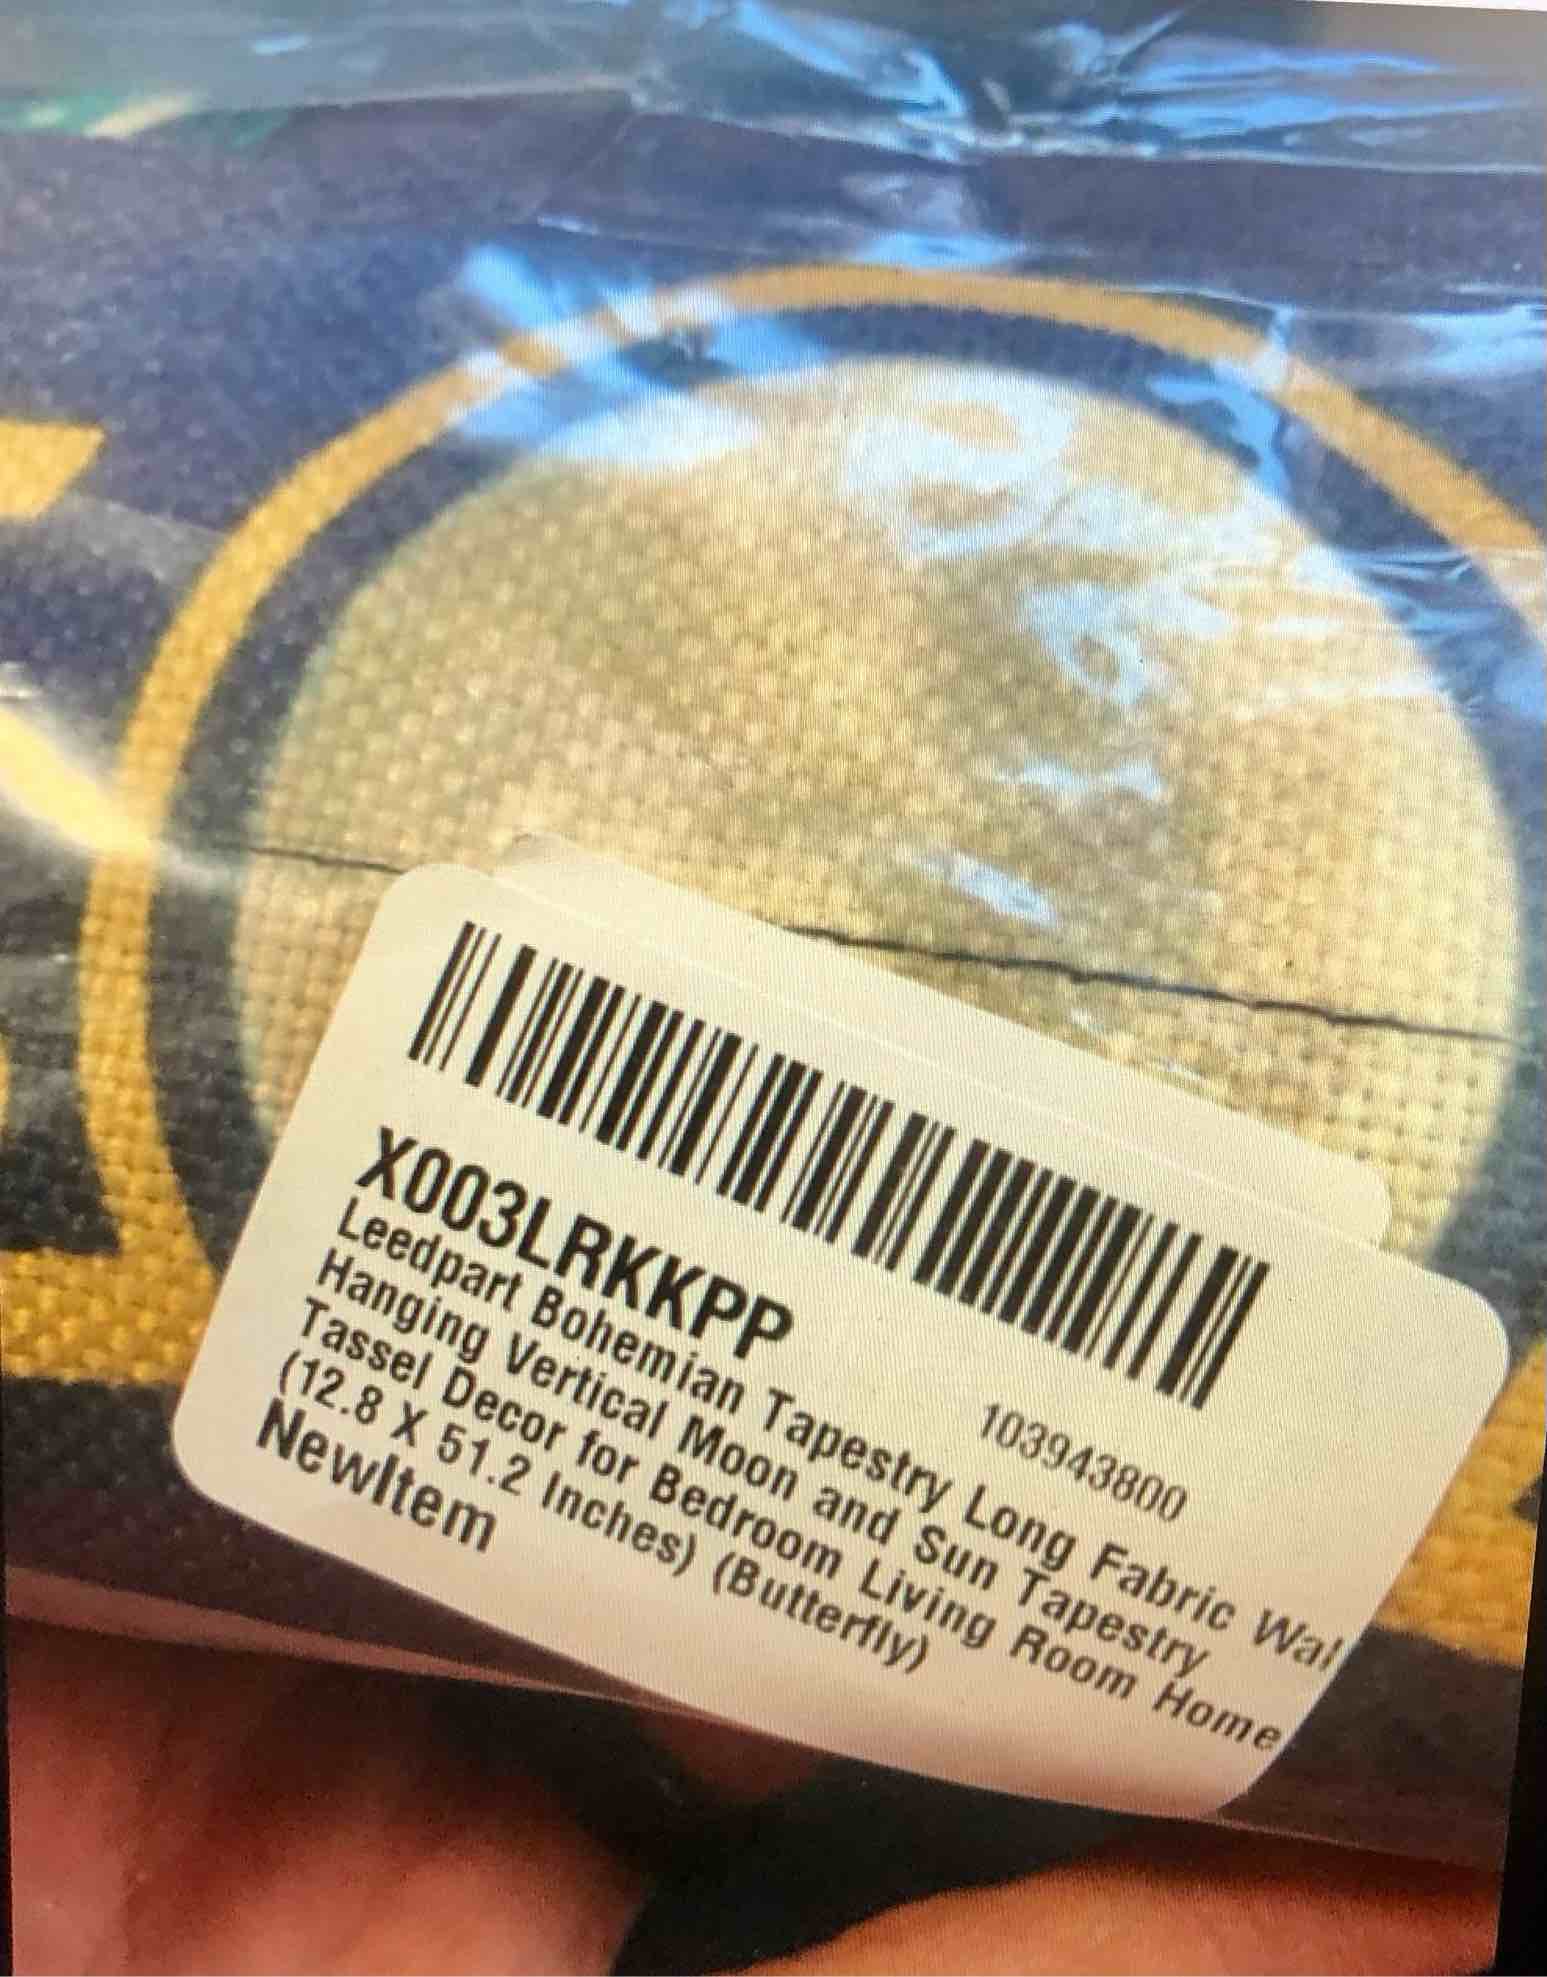 X003LRKKPP
103943800
Leedpart Bohemian Tapestry Long Fabric Wal
Hanging Vertical Moon and Sun Tapestry
Tassel Decor for Bedroom Living Room Home
(12.8 X 51.2 Inches) (Butterfly)
NewItem